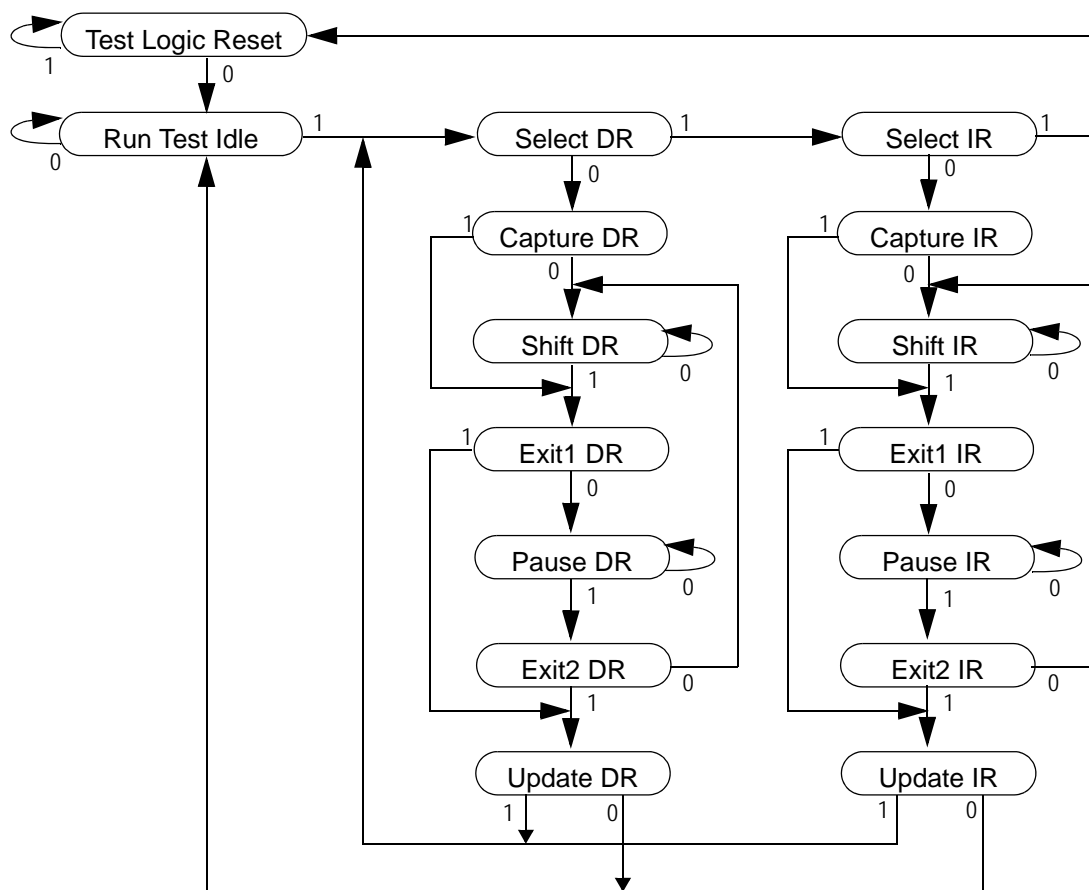 Test Logic Reset
1
0
Run Test Idle
1
0
Select DR
1
0
Select IR
1
0
1
Capture DR
0
1
Capture IR
0
Shift DR
0
1
Shift IR
0
1
1
Exit1 DR
0
1
Exit1 IR
0
Pause DR
0
1
Pause IR
0
1
Exit2 DR
0
1
Exit2 IR
0
1
Update DR
1
0
Update IR
1
0